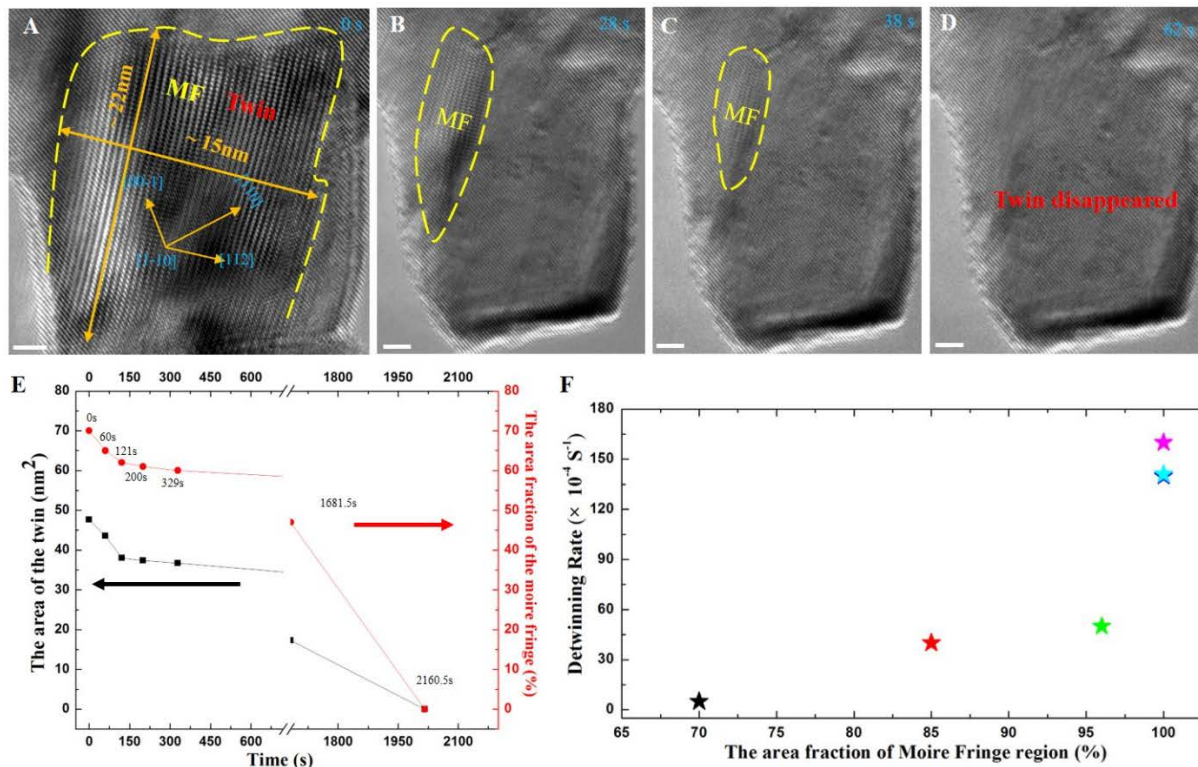 A
0 s
MF
Twin
~22nm
~ 15nm
[00-1]
[1-10]
[112]
B
28 s
MF
C
38 s
MF
D
62 s
Twin disappeared
E
0 150 300 450 600 1800 1950 2100
80
70
60
50
40
30
20
10
0
The area of the twin (nm²)
0s
60s
121s
200s
329s
1681.5s
2160.5s
80
70
60
50
40
30
20
10
0
The area fraction of the moire fringe (%)
0 150 300 450 600 1800 1950 2100
Time (s)
F
180
150
120
90
60
30
0
Detwinning Rate (× 10⁻⁴ S⁻¹)
65 70 75 80 85 90 95 100
The area fraction of Moire Fringe region (%)